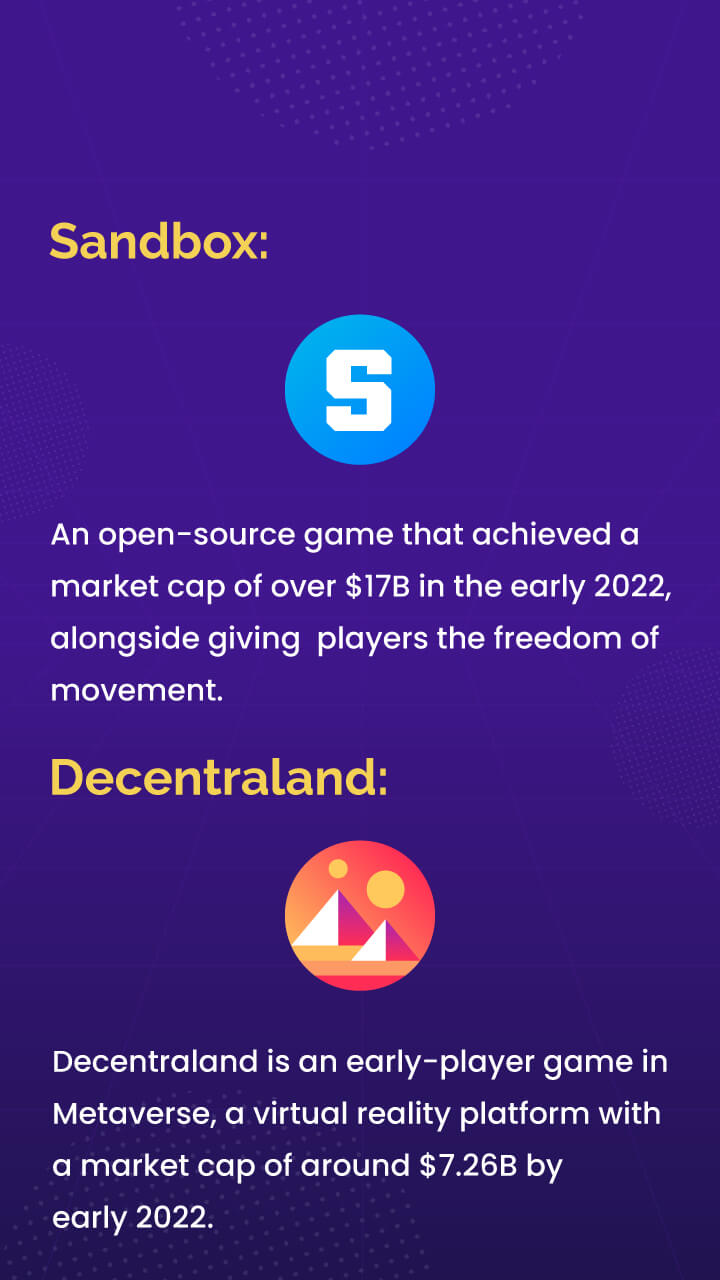 Sandbox:
S
An open-source game that achieved a
market cap of over $17B in the early 2022,
alongside giving players the freedom of
movement.
Decentraland:
Decentraland is an early-player game in
Metaverse, a virtual reality platform with
a market cap of around $7.26B by
early 2022.